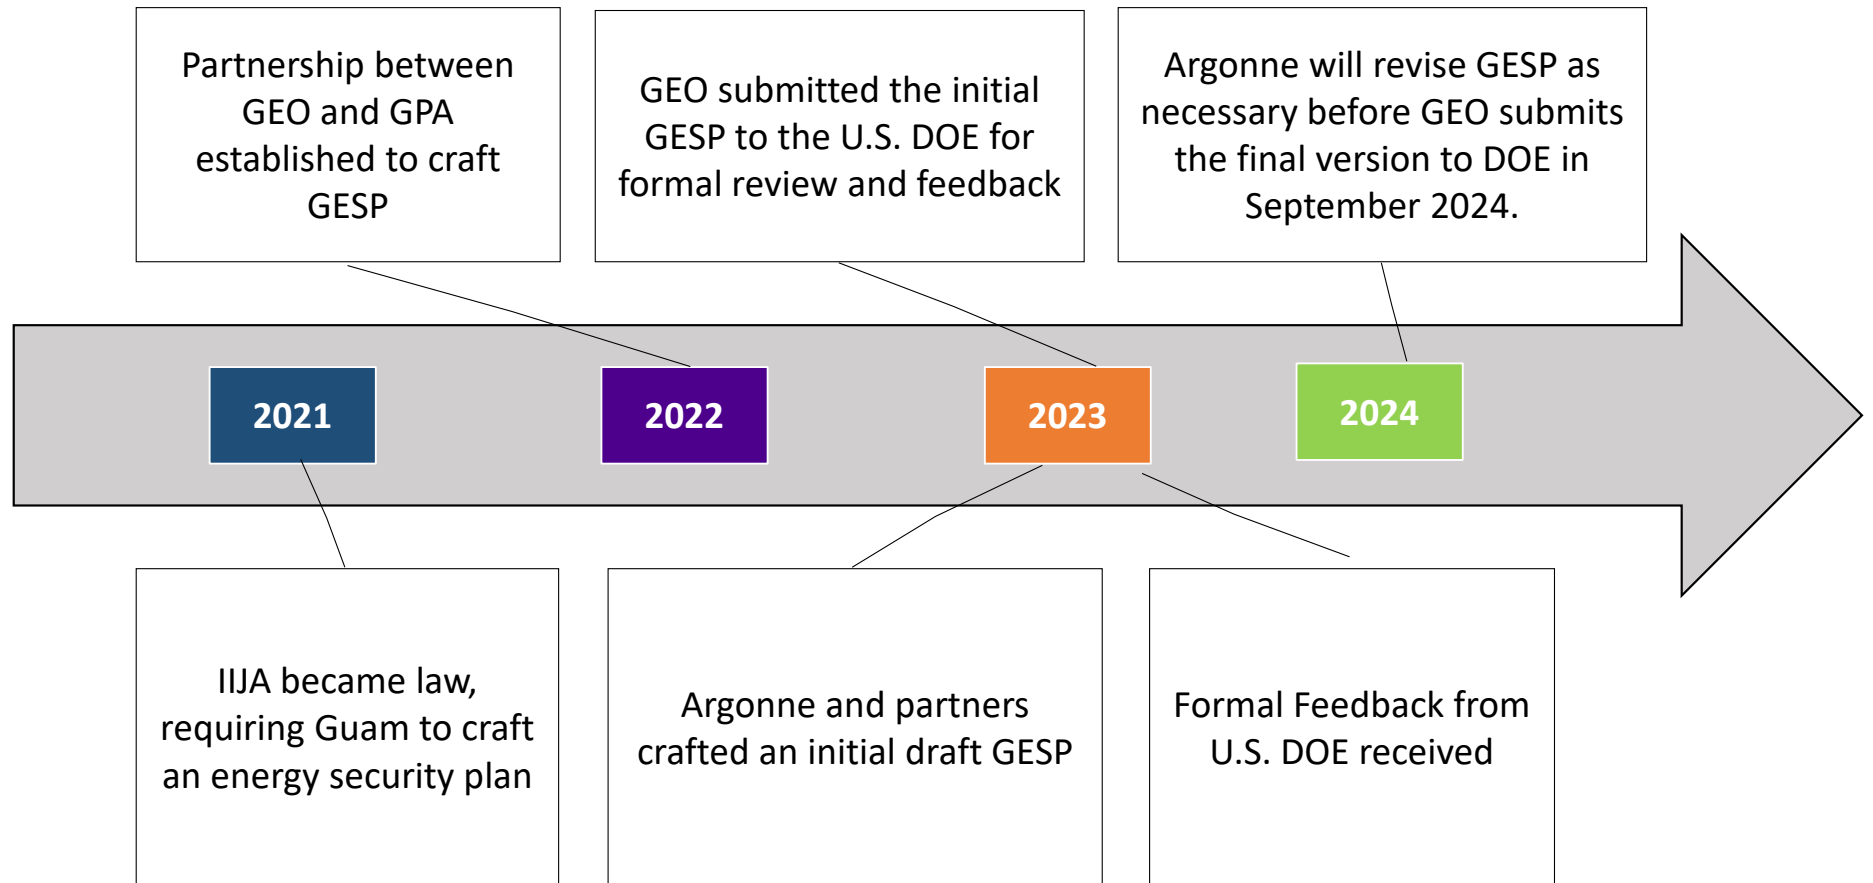 Partnership between
GEO and GPA
established to craft
GESP
GEO submitted the initial
GESP to the U.S. DOE for
formal review and feedback
Argonne will revise GESP as
necessary before GEO submits
the final version to DOE in
September 2024.
2021
2022
2023
2024
IIJA became law,
requiring Guam to craft
an energy security plan
Argonne and partners
crafted an initial draft GESP
Formal Feedback from
U.S. DOE received